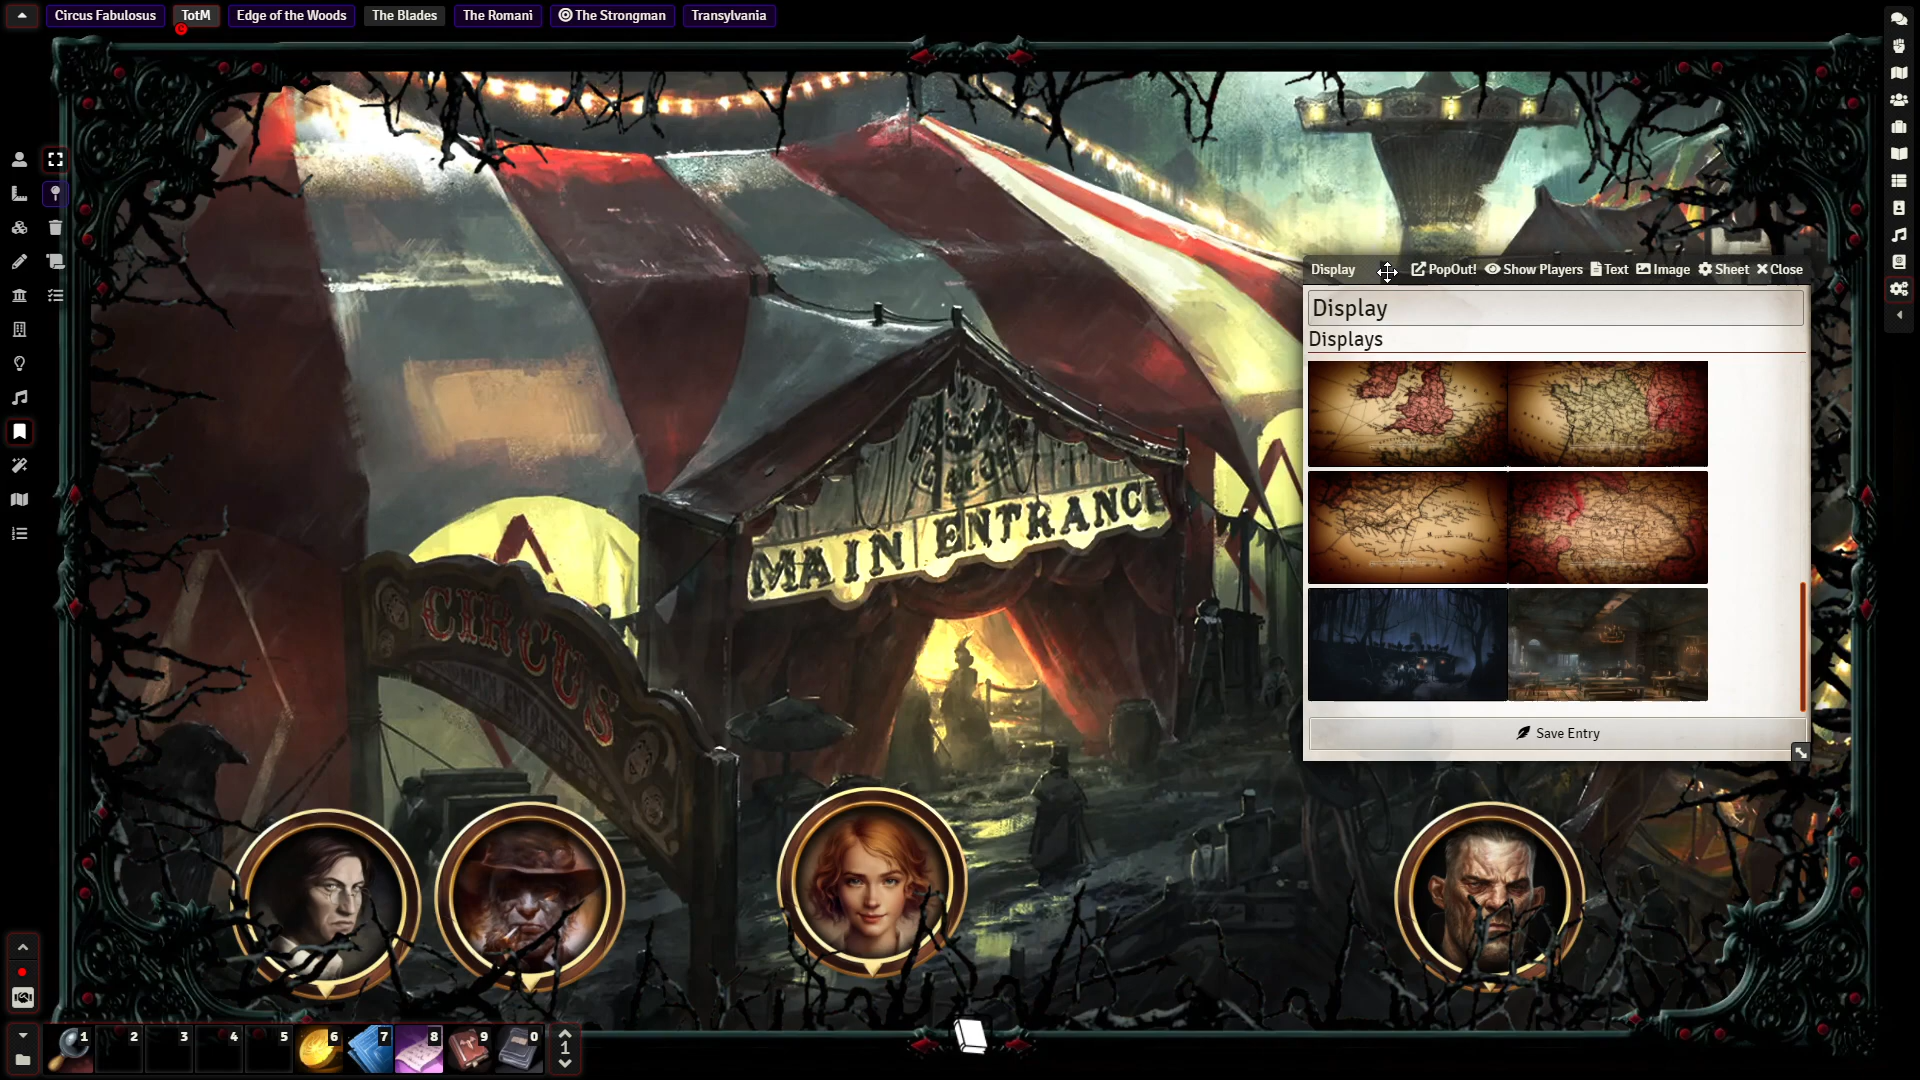 Circus Fabulosus
TotM
Edge of the Woods
The Blades
The Romani
The Strongman
Transylvania
G
Display
PopOut!
Show Players
Text
Image
Sheet
Close
Display
Displays
MAIN ENTRANCE
CIRCUS
Save Entry
1
2
3
4
5
6
7
8
9
0
1